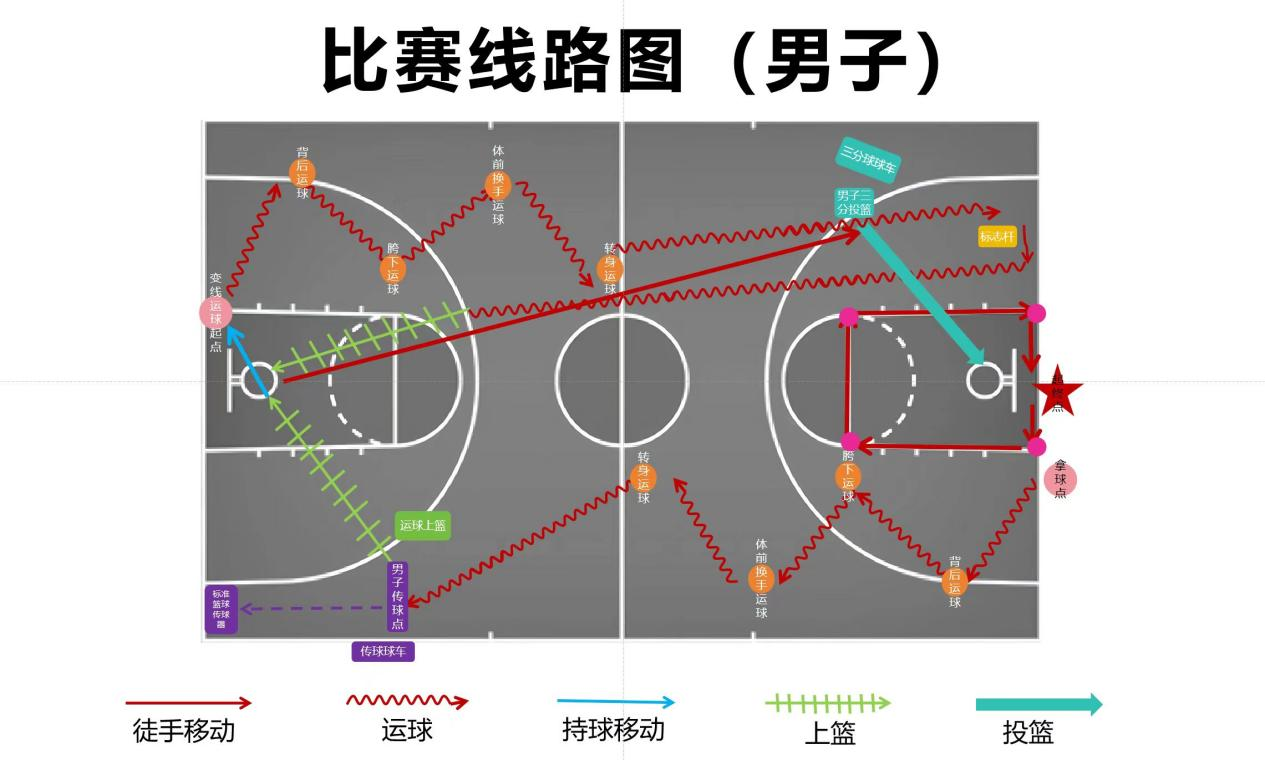 比赛线路图（男子）
背后运球
体前换手运球
三分球球车
男子三
分投篮
标志杆
胯下运球
转身运球
变线运球起点
起终点
转身运球
胯下运球
拿球点
运球上篮
体前换手运球
背后运球
男子传球点
标准
篮球
传球
器
传球球车
徒手移动
运球
持球移动
上篮
投篮